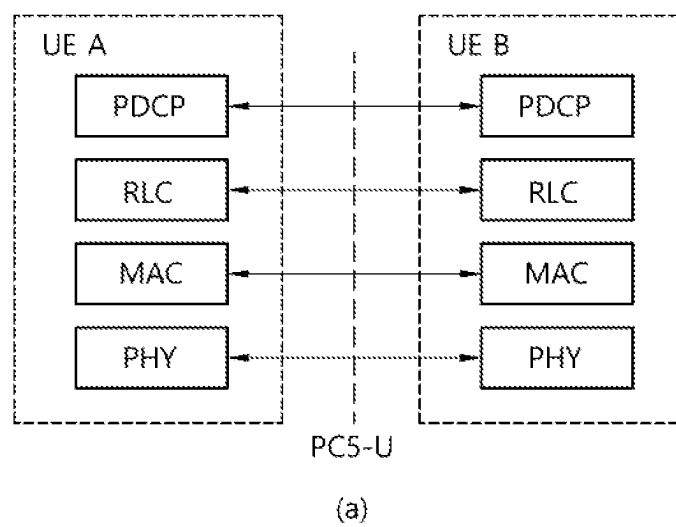 UE A UE B
PDCP PDCP
RLC RLC
MAC MAC
PHY PHY
PC5-U
(a)